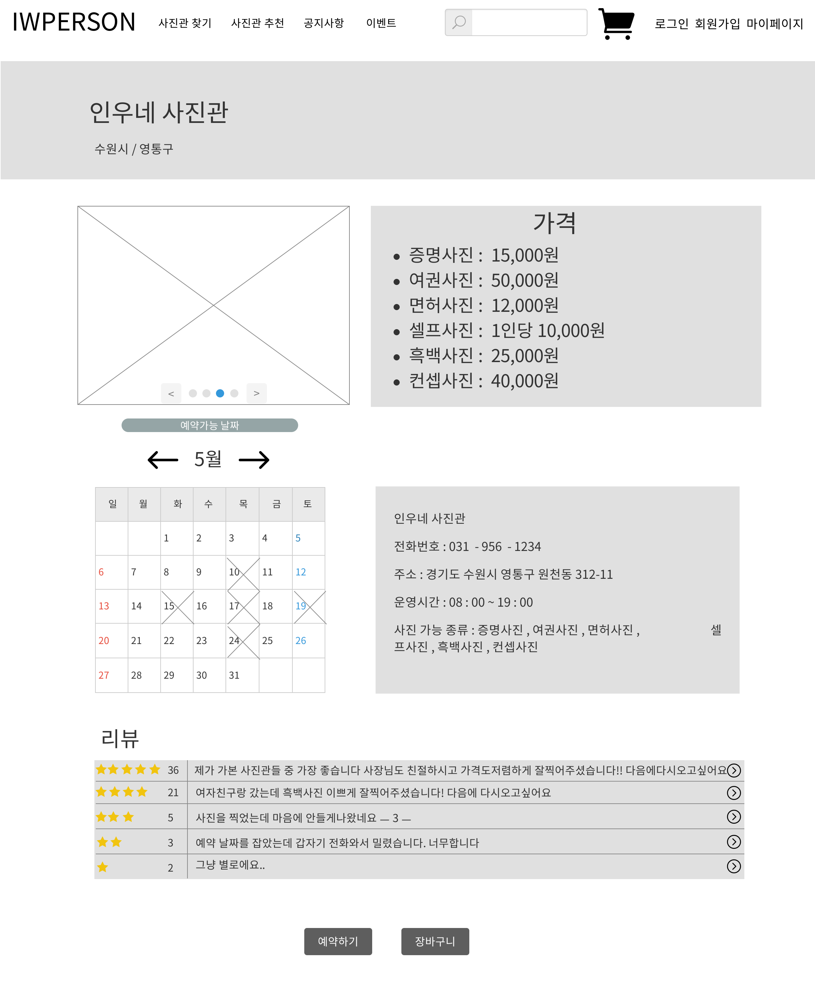 IWPERSON 사진관 찾기 사진관 추천 공지사항 이벤트 로그인 회원가입 마이페이지
인우네 사진관
수원시 / 영통구
가격
• 증명사진 : 15,000원
• 여권사진 : 50,000원
• 면허사진 : 12,000원
• 셀프사진 : 1인당 10,000원
• 흑백사진 : 25,000원
• 컨셉사진 : 40,000원
< >
예약가능 날짜
5월
일 월 화 수 목 금 토
1 2 3 4 5
6 7 8 9 10 11 12
13 14 15 16 17 18 19
20 21 22 23 24 25 26
27 28 29 30 31
인우네 사진관
전화번호 : 031 - 956 - 1234
주소 : 경기도 수원시 영통구 원천동 312-11
운영시간 : 08 : 00 ~ 19 : 00
사진 가능 종류 : 증명사진 , 여권사진 , 면허사진 , 셀
프사진 , 흑백사진 , 컨셉사진
리뷰
36 제가 가본 사진관들 중 가장 좋습니다 사장님도 친절하시고 가격도저렴하게 잘찍어주셨습니다!! 다음에다시오고싶어요
21 여자친구랑 갔는데 흑백사진 이쁘게 잘찍어주셨습니다! 다음에 다시오고싶어요
5 사진을 찍었는데 마음에 안들게나왔네요 ㅡ 3 ㅡ
3 예약 날짜를 잡았는데 갑자기 전화와서 밀렸습니다. 너무합니다
2 그냥 별로에요..
예약하기 장바구니